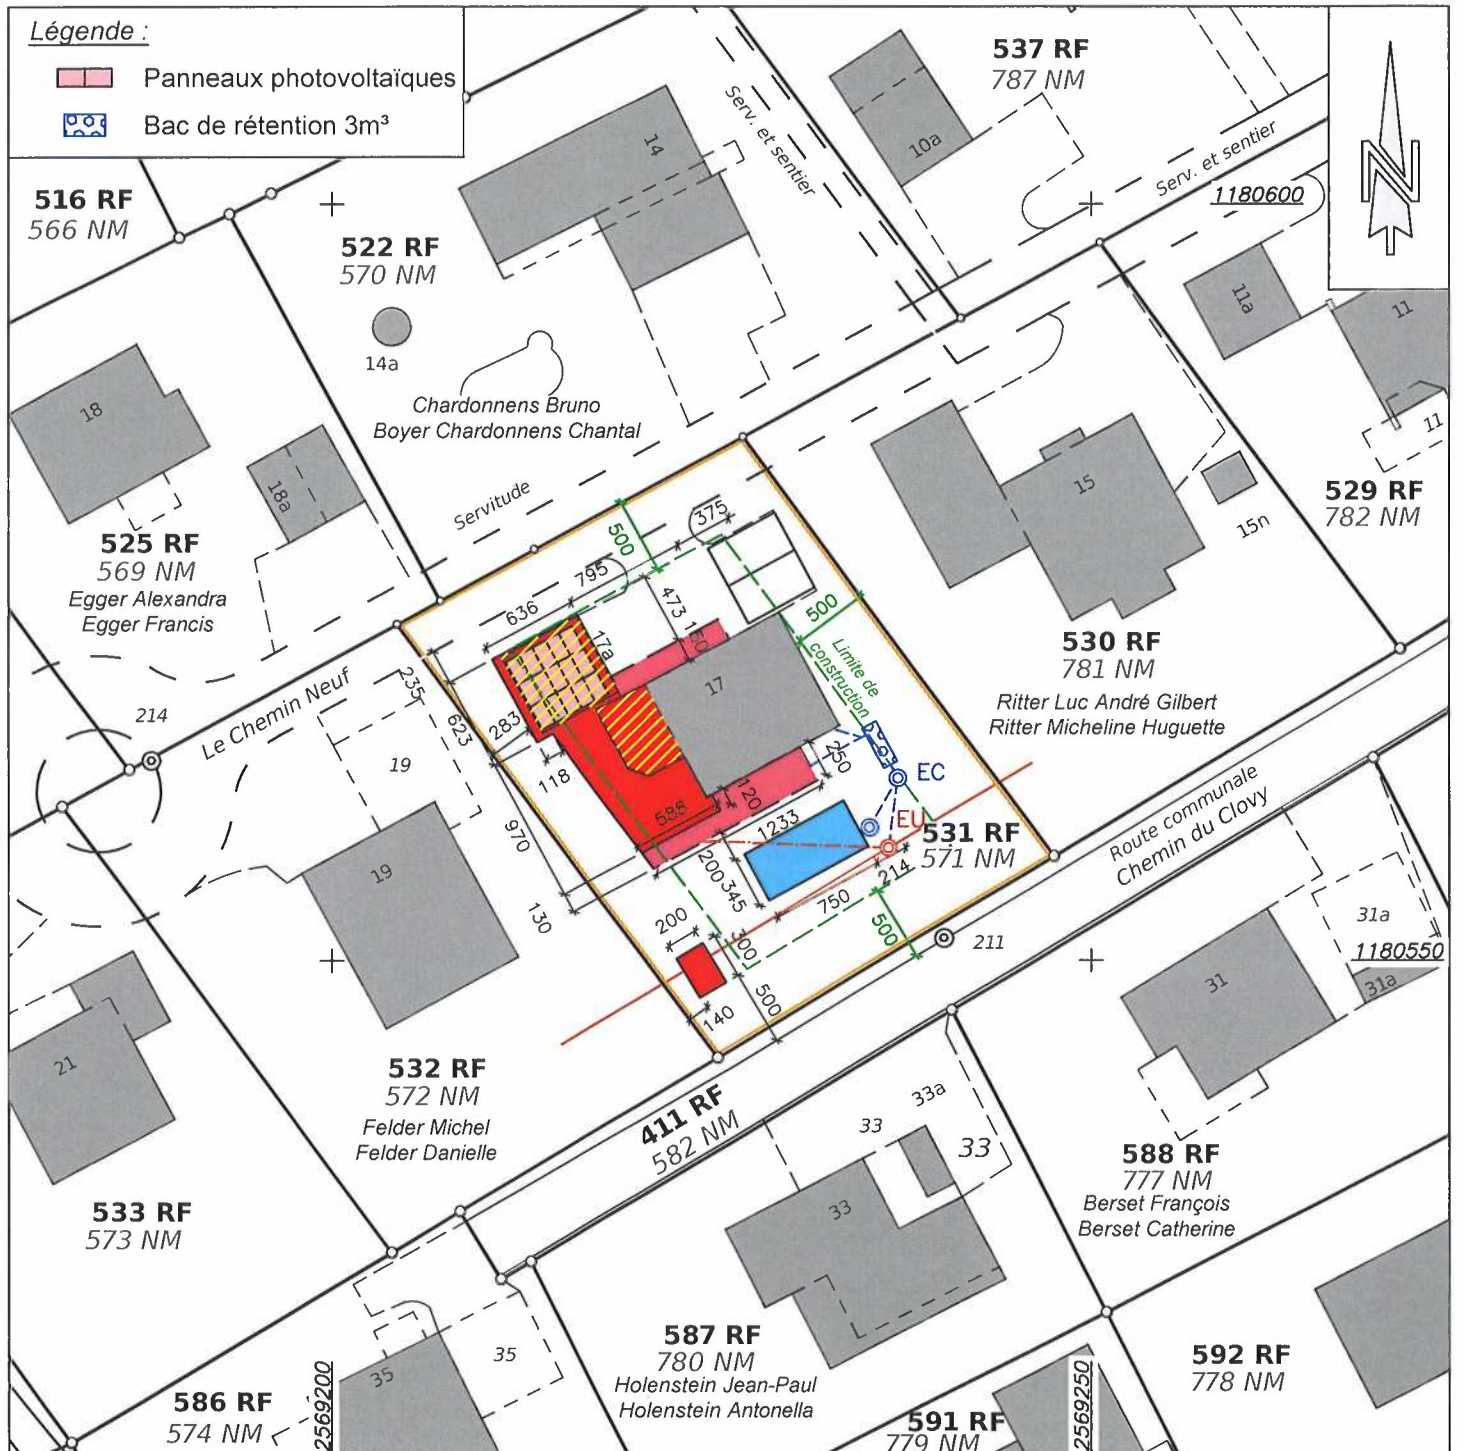 Légende :
Panneaux photovoltaïques
Bac de rétention 3m³
537 RF
787 NM
10a
Serv. et sentier
Serv. et sentier
1180600
14
516 RF
566 NM
522 RF
570 NM
14a
Chardonnens Bruno
Boyer Chardonnens Chantal
11a
11
11
18
18a
Servitude
15
15n
529 RF
782 NM
525 RF
569 NM
Egger Alexandra
Egger Francis
375
500
795
636
473
150
17a
17
500
Limite de
construction
530 RF
781 NM
Ritter Luc André Gilbert
Ritter Micheline Huguette
214
Le Chemin Neuf
235
623
283
118
19
250
EC
120
588
1233
EU
531 RF
571 NM
Route communale
Chemin du Clovy
970
200
345
214
750
19
130
200
300
500
211
31a
1180550
31
31a
140
500
21
532 RF
572 NM
Felder Michel
Felder Danielle
411 RF
582 NM
33a
33
33
588 RF
777 NM
Berset François
Berset Catherine
533 RF
573 NM
33
587 RF
780 NM
Holenstein Jean-Paul
Holenstein Antonella
592 RF
778 NM
35
35
586 RF
574 NM
2569200
2569250
591 RF
779 NM